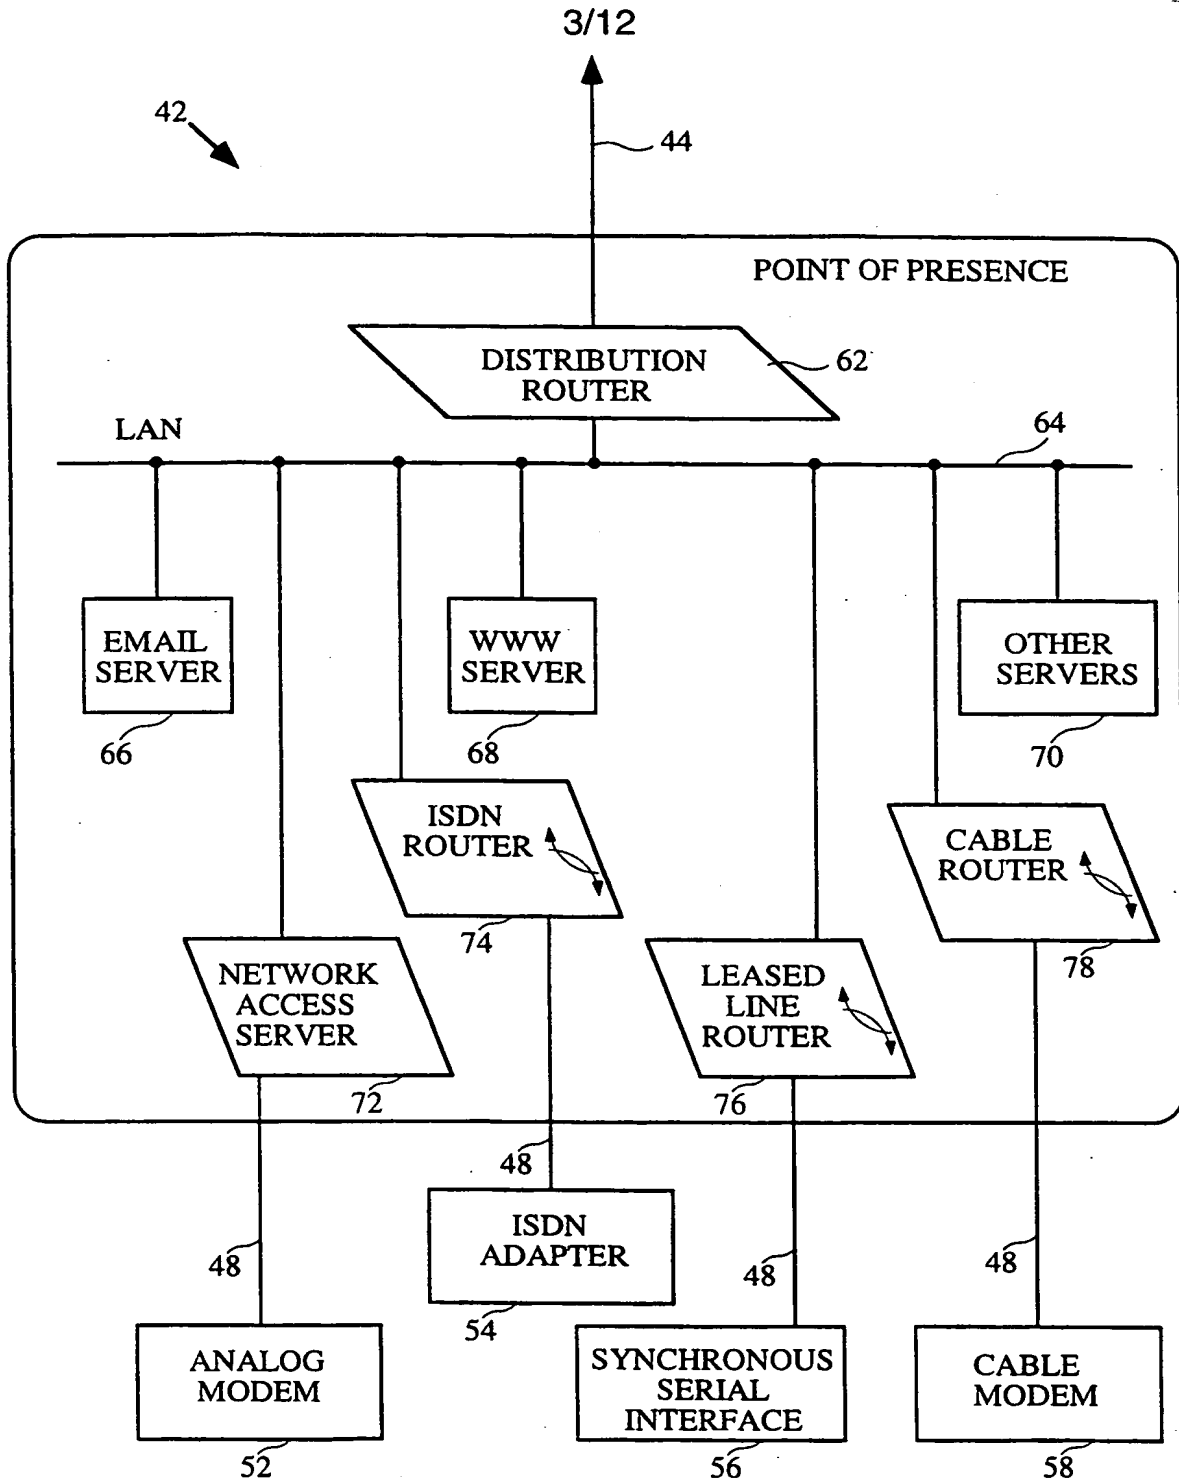 3/12
42
44
POINT OF PRESENCE
DISTRIBUTION
ROUTER
62
LAN
64
EMAIL
SERVER
66
WWW
SERVER
68
OTHER
SERVERS
70
ISDN
ROUTER
74
CABLE
ROUTER
78
NETWORK
ACCESS
SERVER
72
LEASED
LINE
ROUTER
76
48
ISDN
ADAPTER
54
48
48
48
ANALOG
MODEM
52
SYNCHRONOUS
SERIAL
INTERFACE
56
CABLE
MODEM
58